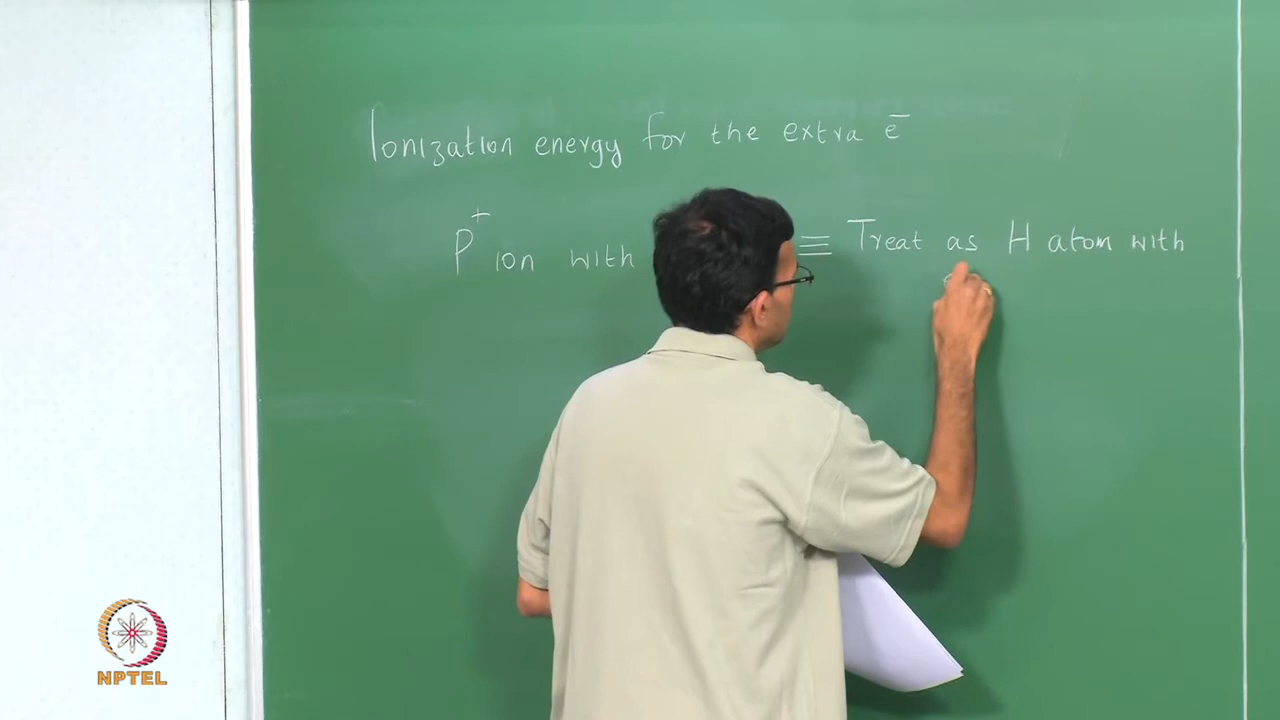 Ionization energy for the extra e⁻
P⁺ ion with ≡ Treat as H atom with
NPTEL